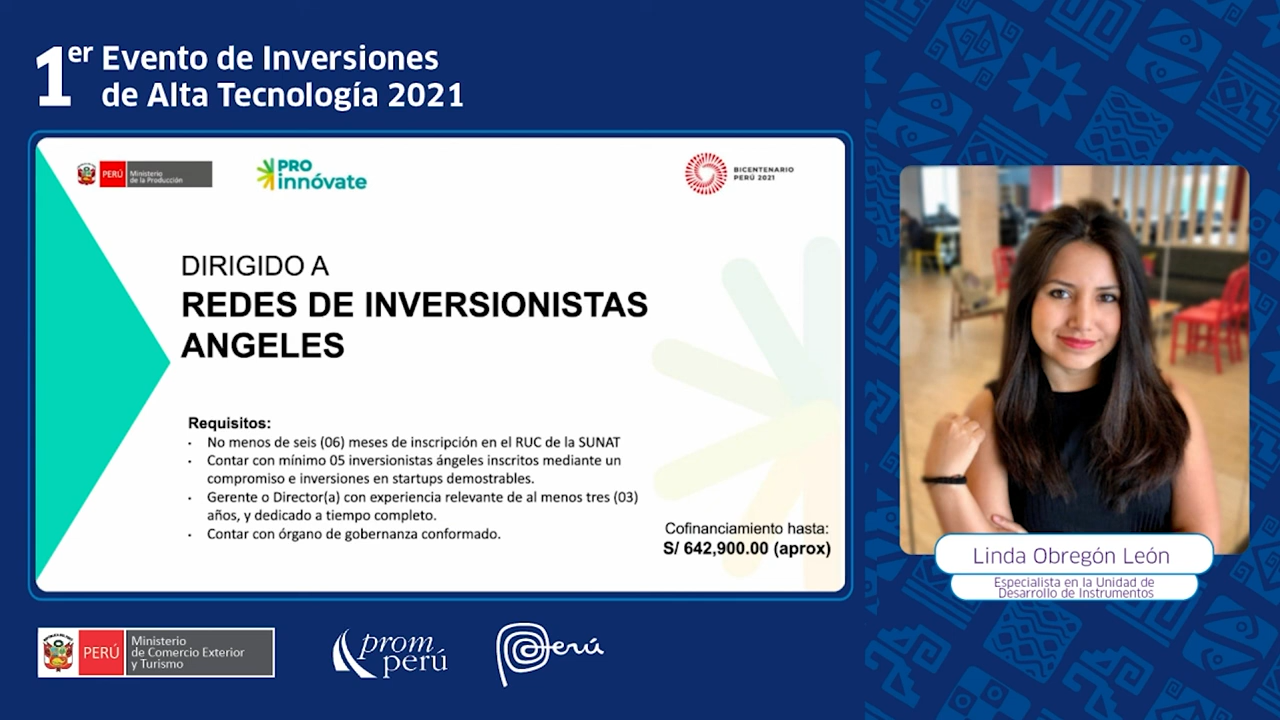 1er Evento de Inversiones
de Alta Tecnología 2021
PERÚ
Ministerio
de la Producción
PRO
innóvate
BICENTENARIO
PERÚ 2021
DIRIGIDO A
REDES DE INVERSIONISTAS
ANGELES
Requisitos:
• No menos de seis (06) meses de inscripción en el RUC de la SUNAT
• Contar con mínimo 05 inversionistas ángeles inscritos mediante un
compromiso e inversiones en startups demostrables.
• Gerente o Director(a) con experiencia relevante de al menos tres (03)
años, y dedicado a tiempo completo.
• Contar con órgano de gobernanza conformado.
Cofinanciamiento hasta:
S/ 642,900.00 (aprox)
Linda Obregón León
Especialista en la Unidad de
Desarrollo de Instrumentos
PERÚ
Ministerio
de Comercio Exterior
y Turismo
prom
perú
Perú